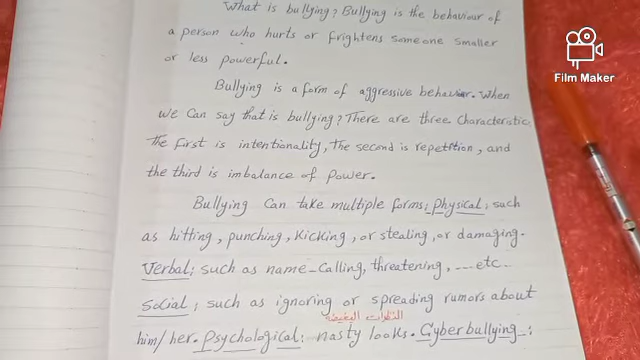 What is bullying? Bullying is the behaviour of
a person who hurts or frightens someone smaller
or less powerful.
Bullying is a form of aggressive behavior. When
we can say that is bullying? There are three characteristic
the first is intentionality, the second is repetition, and
the third is imbalance of power.
Bullying can take multiple forms: physical; such
as hitting, punching, kicking, or stealing, or damaging.
Verbal; such as name-calling, threatening, .... etc.
Social; such as ignoring or spreading rumors about
النظرات البغيضة
him/her. Psychological: nasty looks. Cyberbullying:
Film Maker